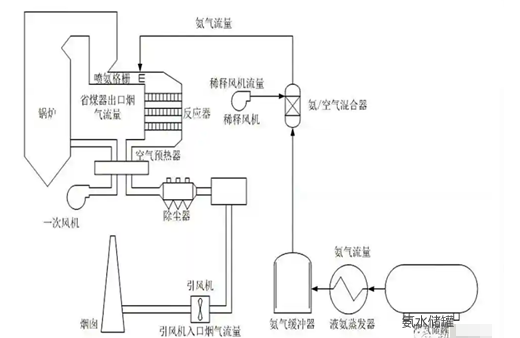 氨气流量
喷氨格栅
稀释风机流量
省煤器出口烟
气流量
反应器
氨/空气混合器
锅炉
稀释风机
空气预热器
一次风机
除尘器
氨气流量
引风机
氨水储罐
烟囱
引风机入口烟气流量
氨气缓冲器
液氨蒸发器